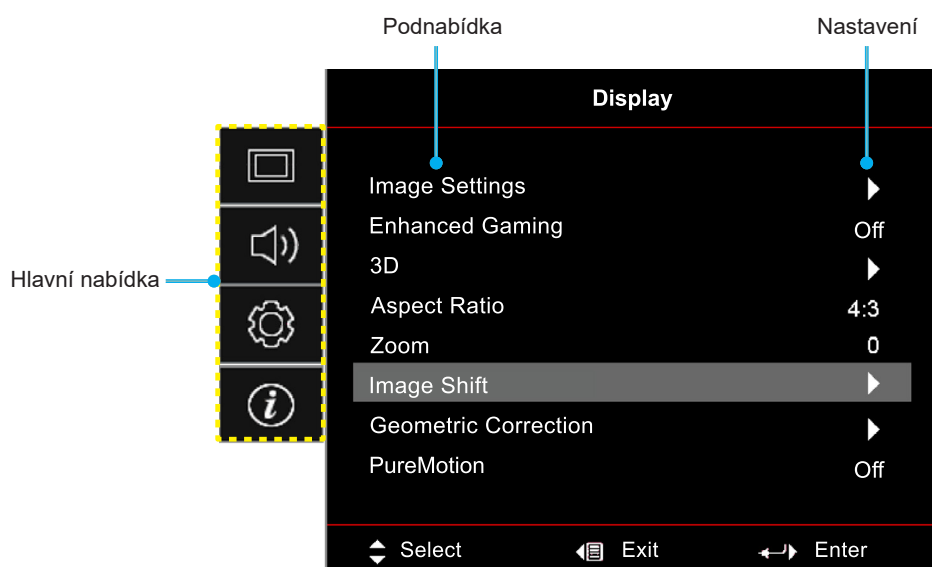 Podnabídka Nastavení
Display
Image Settings
Enhanced Gaming Off
3D
Hlavní nabídka
Aspect Ratio 4:3
Zoom 0
Image Shift
Geometric Correction
PureMotion Off
Select Exit Enter